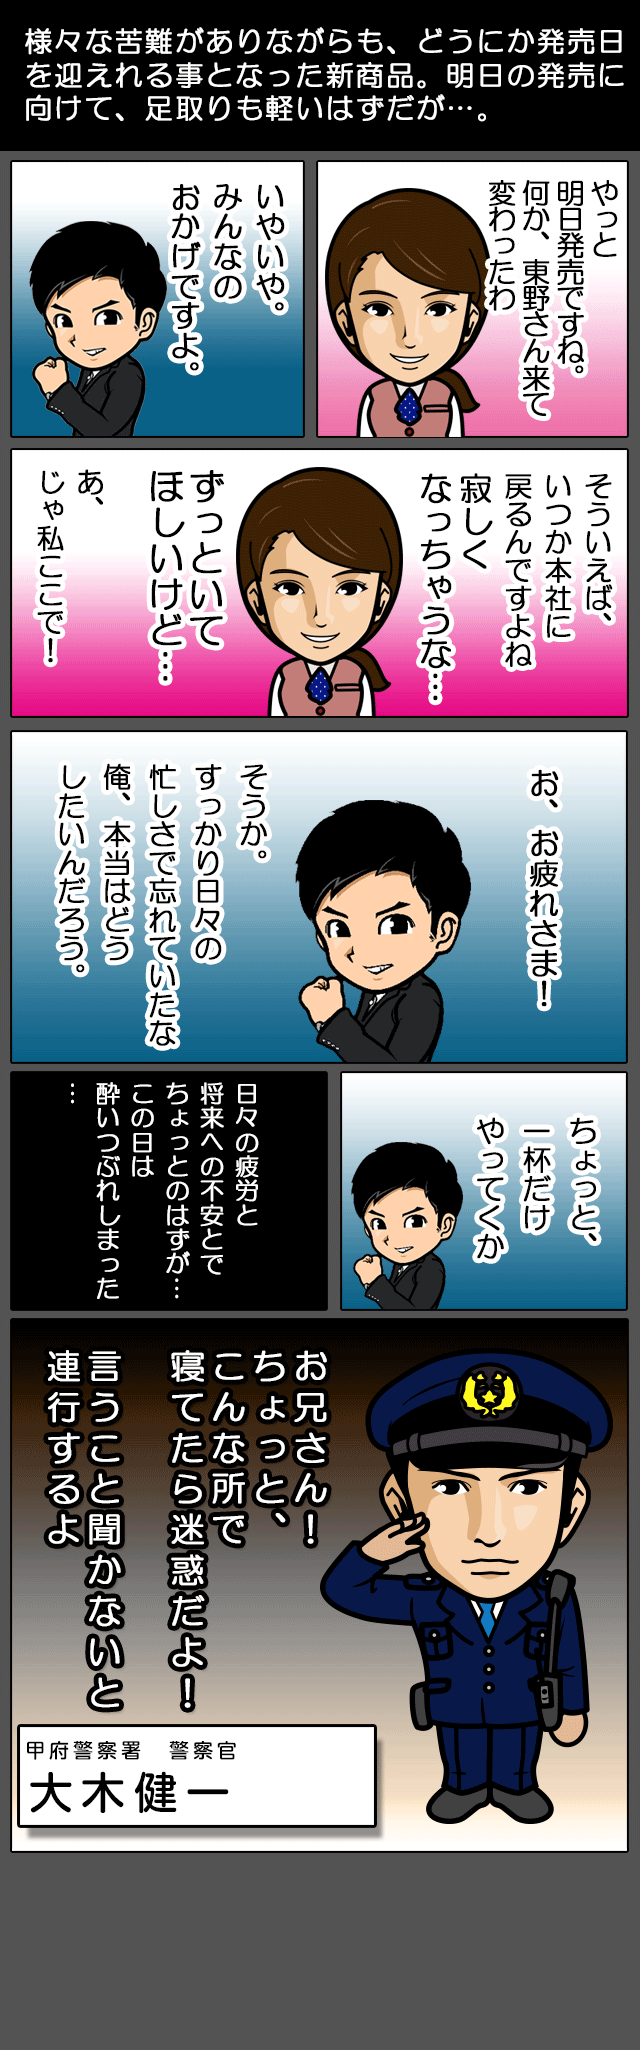 様々な苦難がありながらも、どうにか発売日
を迎えれる事となった新商品。明日の発売に
向けて、足取りも軽いはずだが…。
やっと
明日発売ですね。
何か、東野さん来て
変わったわ
いやいや。
みんなの
おかげですよ。
そういえば、
いつか本社に
戻るんですよね
寂しく
なっちゃうな…
ずっといて
ほしいけど…
あ、
じゃ私ここで！
お、お疲れさま！
そうか。
すっかり日々の
忙しさで忘れていたな
俺、本当はどう
したいんだろう。
ちょっと、
一杯だけ
やってくか
日々の疲労と
将来への不安とで
ちょっとのはずが…
この日は
酔いつぶれしまった
…
お兄さん！
ちょっと、
こんな所で
寝てたら迷惑だよ！
言うこと聞かないと
連行するよ
甲府警察署　警察官
大木健一